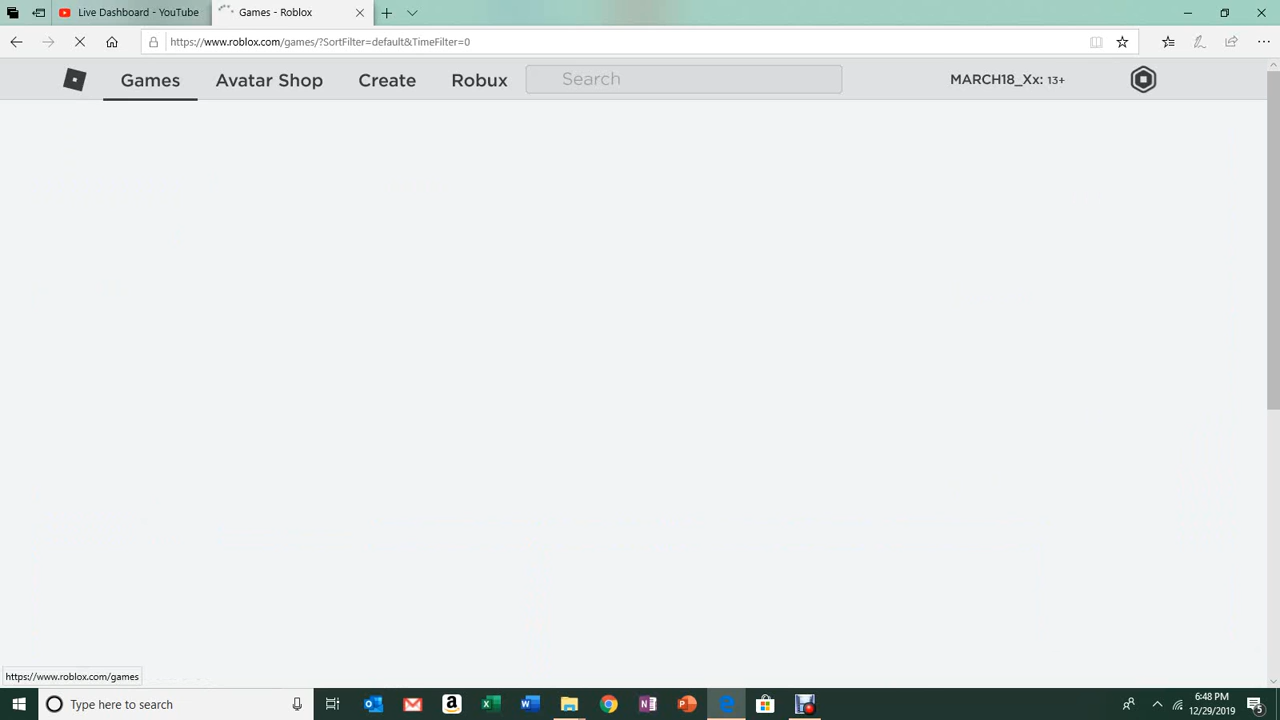 Live Dashboard - YouTube
Games - Roblox
https://www.roblox.com/games/?SortFilter=default&TimeFilter=0
Games Avatar Shop Create Robux Search MARCH18_Xx: 13+
https://www.roblox.com/games
Type here to search
6:48 PM
12/29/2019